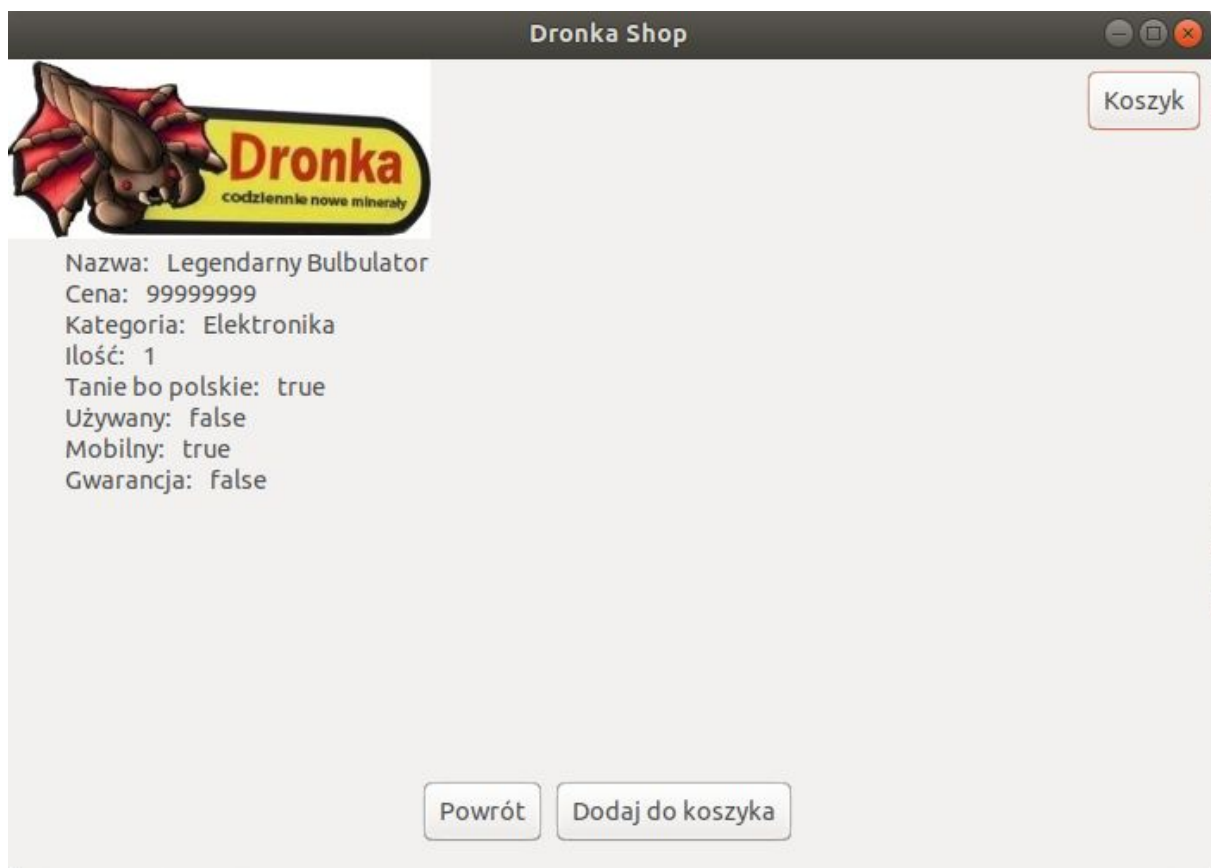 Dronka Shop
Koszyk
Dronka
codziennie nowe minerały
Nazwa: Legendarny Bulbulator
Cena: 99999999
Kategoria: Elektronika
Ilość: 1
Tanie bo polskie: true
Używany: false
Mobilny: true
Gwarancja: false
Powrót Dodaj do koszyka